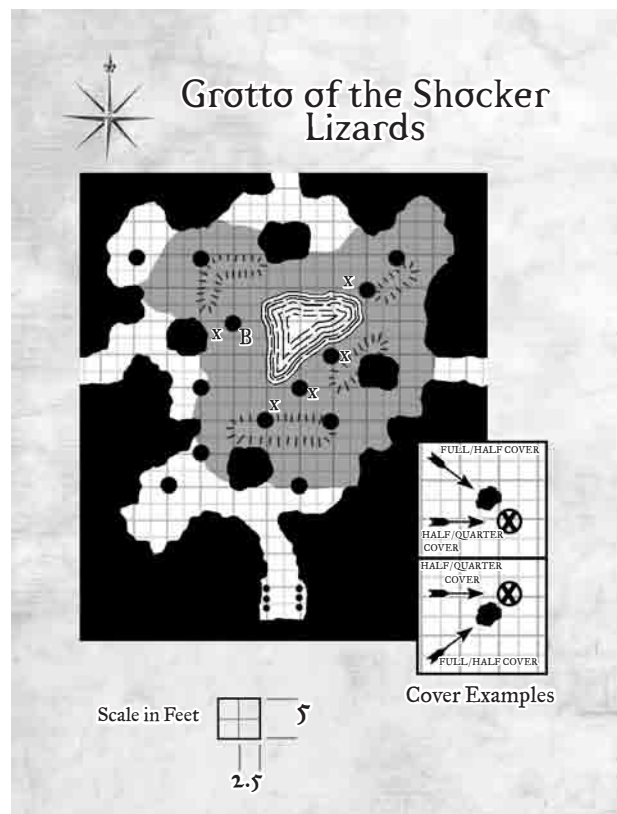 Grotto of the Shocker
Lizards
x
x
B
x
x
x
FULL/HALF COVER
X
HALF/QUARTER
COVER
HALF/QUARTER
COVER
X
FULL/HALF COVER
Cover Examples
Scale in Feet
5
2.5